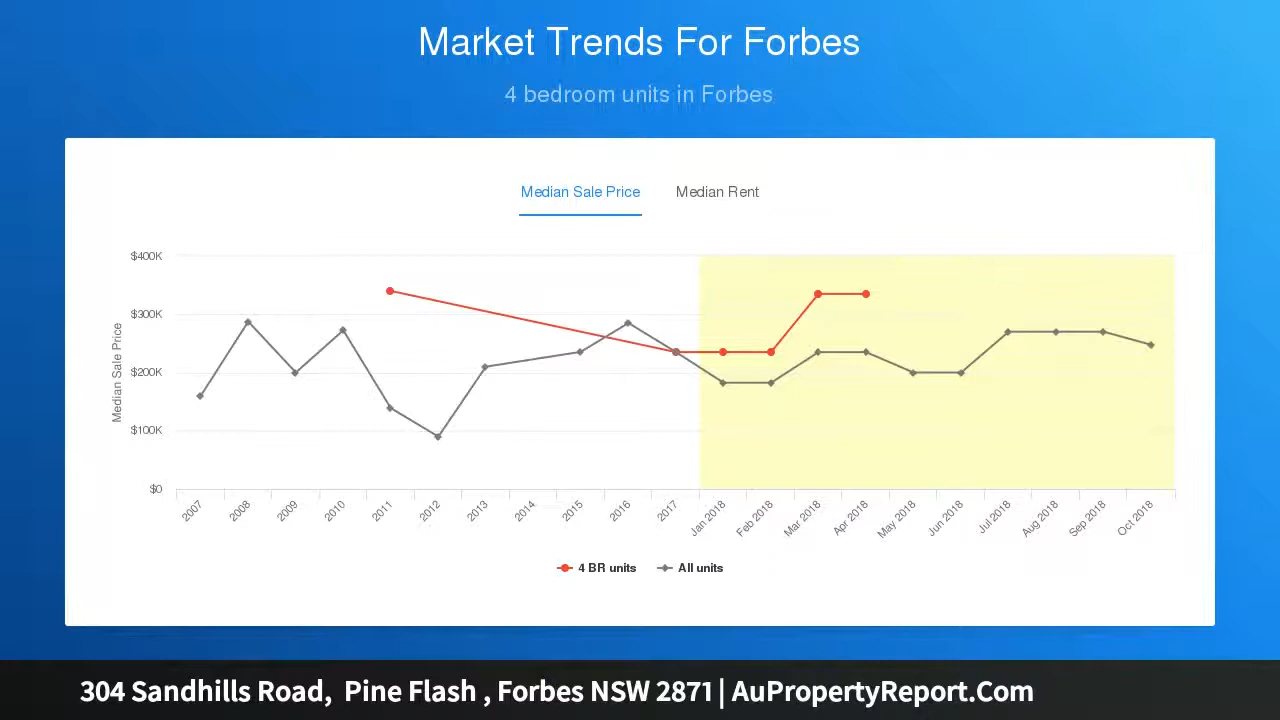 Market Trends For Forbes
4 bedroom units in Forbes
Median Sale Price Median Rent
Median Sale Price
$400K
$300K
$200K
$100K
$0
2007 2008 2009 2010 2011 2012 2013 2014 2015 2016 2017 Jan 2018 Feb 2018 Mar 2018 Apr 2018 May 2018 Jun 2018 Jul 2018 Aug 2018 Sep 2018 Oct 2018
4 BR units All units
304 Sandhills Road, Pine Flash , Forbes NSW 2871 | AuPropertyReport.Com